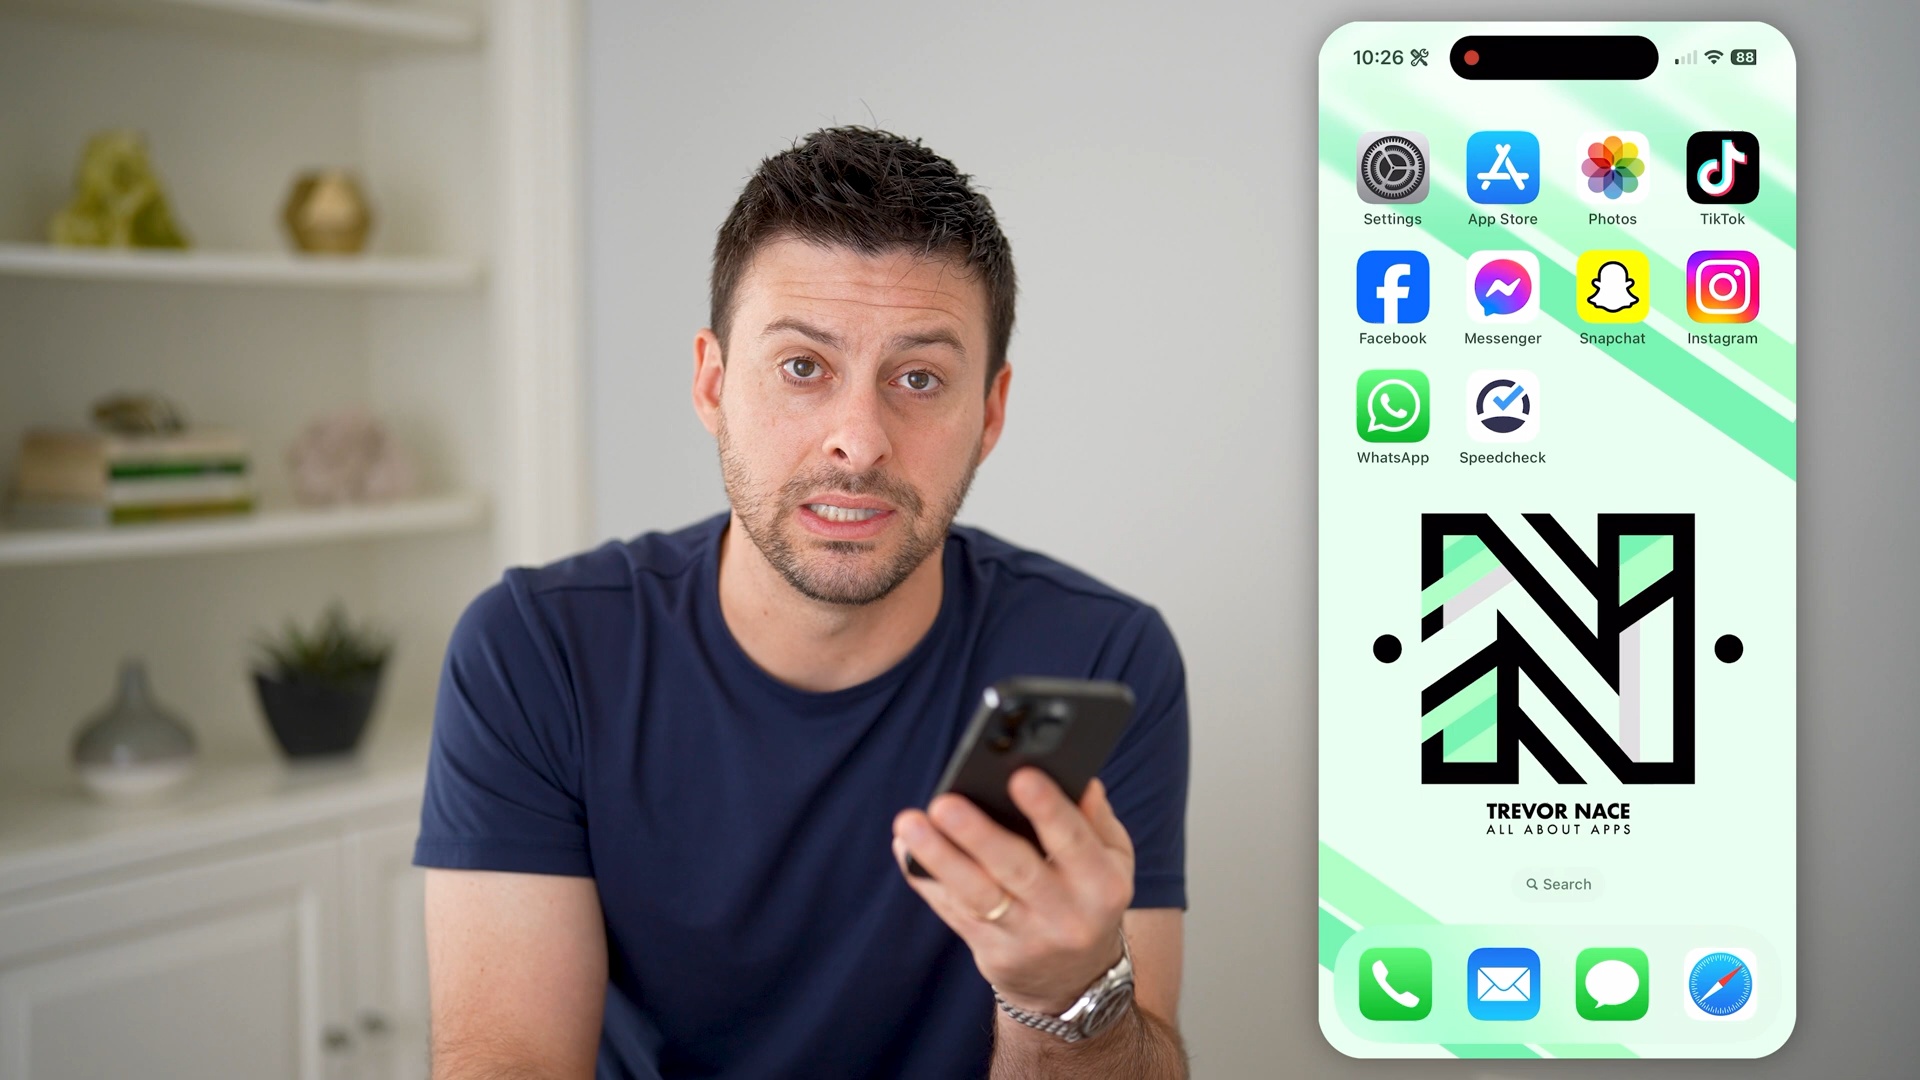 10:26
88
Settings
App Store
Photos
TikTok
Facebook
Messenger
Snapchat
Instagram
WhatsApp
Speedcheck
TREVOR NACE
ALL ABOUT APPS
Search